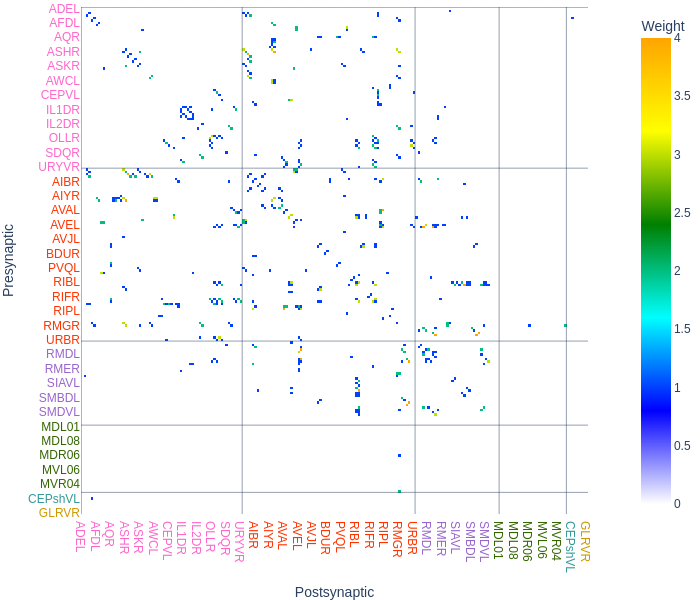 Weight
4
3.5
3
2.5
2
1.5
1
0.5
0
Presynaptic
ADEL
AFDL
AQR
ASHR
ASKR
AWCL
CEPVL
IL1DR
IL2DR
OLLR
SDQR
URYVR
AIBR
AIYR
AVAL
AVEL
AVJL
BDUR
PVQL
RIBL
RIFR
RIPL
RMGR
URBR
RMDL
RMER
SIAVL
SMBDL
SMDVL
MDL01
MDL08
MDR06
MVL06
MVR04
CEPshVL
GLRVR
ADEL
AFDL
AQR
ASHR
ASKR
AWCL
CEPVL
IL1DR
IL2DR
OLLR
SDQR
URYVR
AIBR
AIYR
AVAL
AVEL
AVJL
BDUR
PVQL
RIBL
RIFR
RIPL
RMGR
URBR
RMDL
RMER
SIAVL
SMBDL
SMDVL
MDL01
MDL08
MDR06
MVL06
MVR04
CEPshVL
GLRVR
Postsynaptic